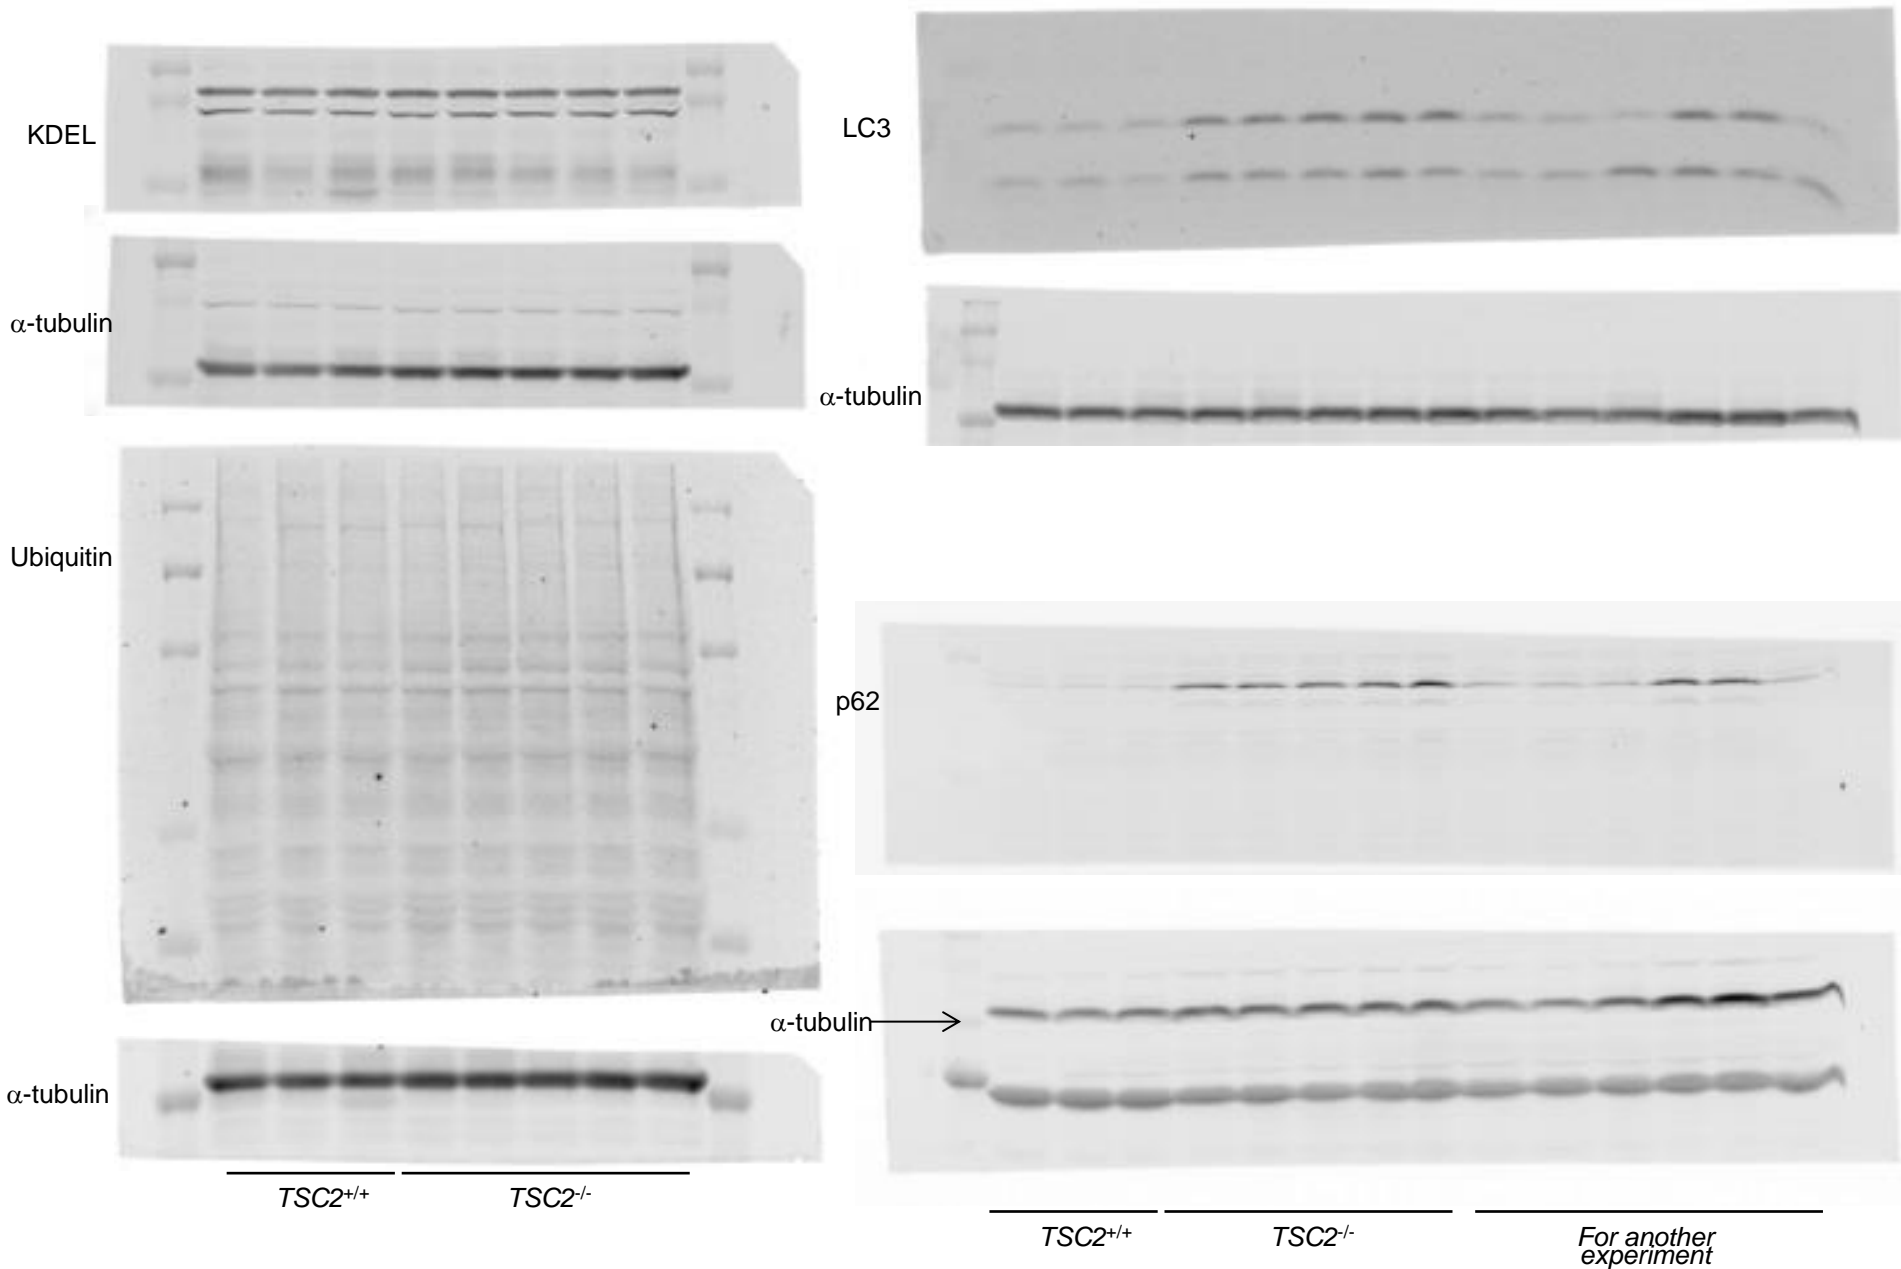 KDEL
α-tubulin
Ubiquitin
α-tubulin
TSC2+/+ TSC2-/-
LC3
α-tubulin
p62
α-tubulin
TSC2+/+ TSC2-/- For another
experiment